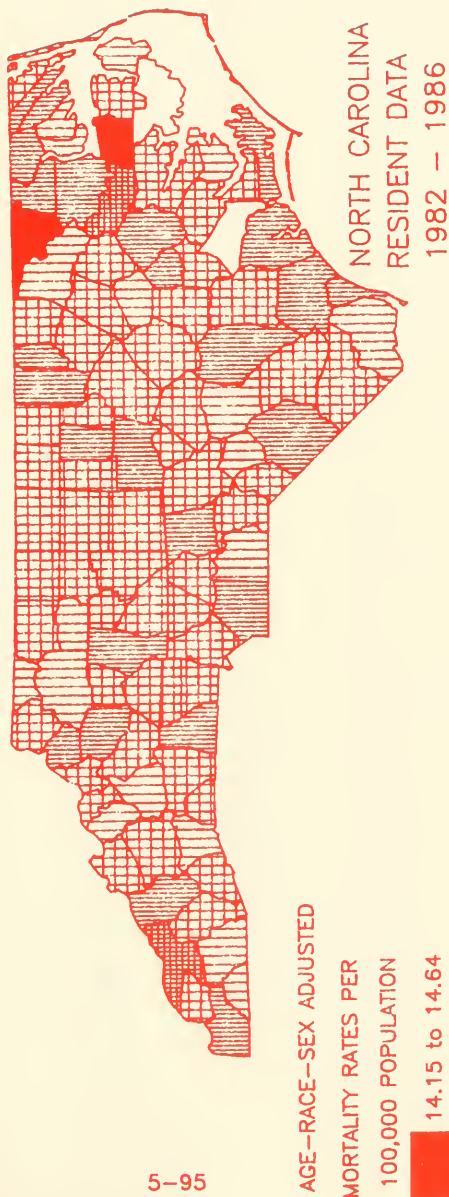 NORTH CAROLINA
RESIDENT DATA
1982 – 1986
AGE–RACE–SEX ADJUSTED
MORTALITY RATES PER
100,000 POPULATION
14.15 to 14.64
5–95